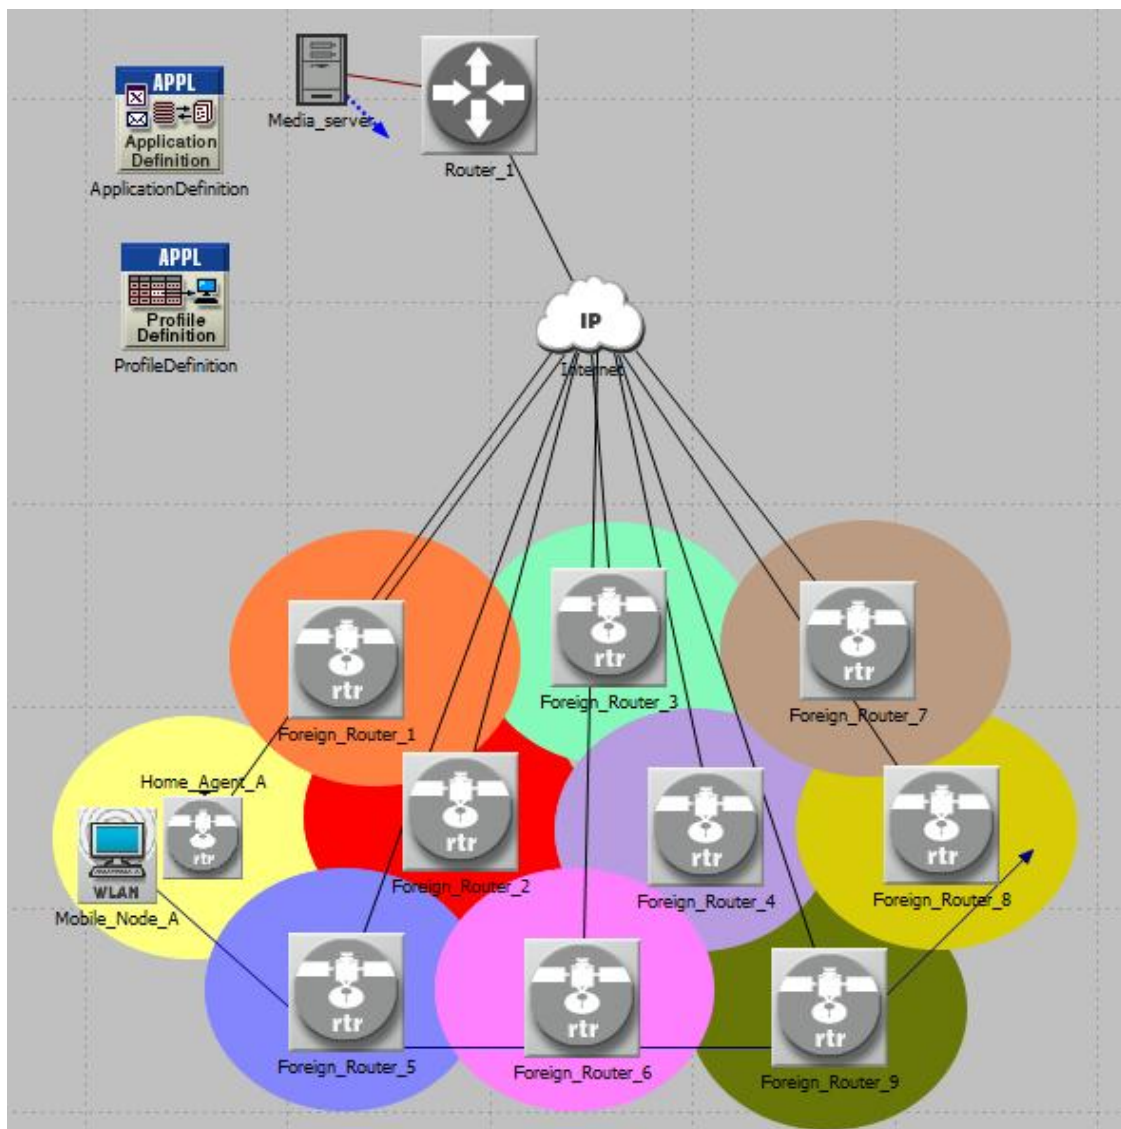 APPL
Application
Definition
ApplicationDefinition
Media_server
Router_1
APPL
Profiile
Definition
ProfileDefinition
IP
Internet
rtr
Foreign_Router_1
rtr
Foreign_Router_3
rtr
Foreign_Router_7
Home_Agent_A
rtr
WLAN
Mobile_Node_A
rtr
Foreign_Router_2
rtr
Foreign_Router_4
rtr
Foreign_Router_8
rtr
Foreign_Router_5
rtr
Foreign_Router_6
rtr
Foreign_Router_9